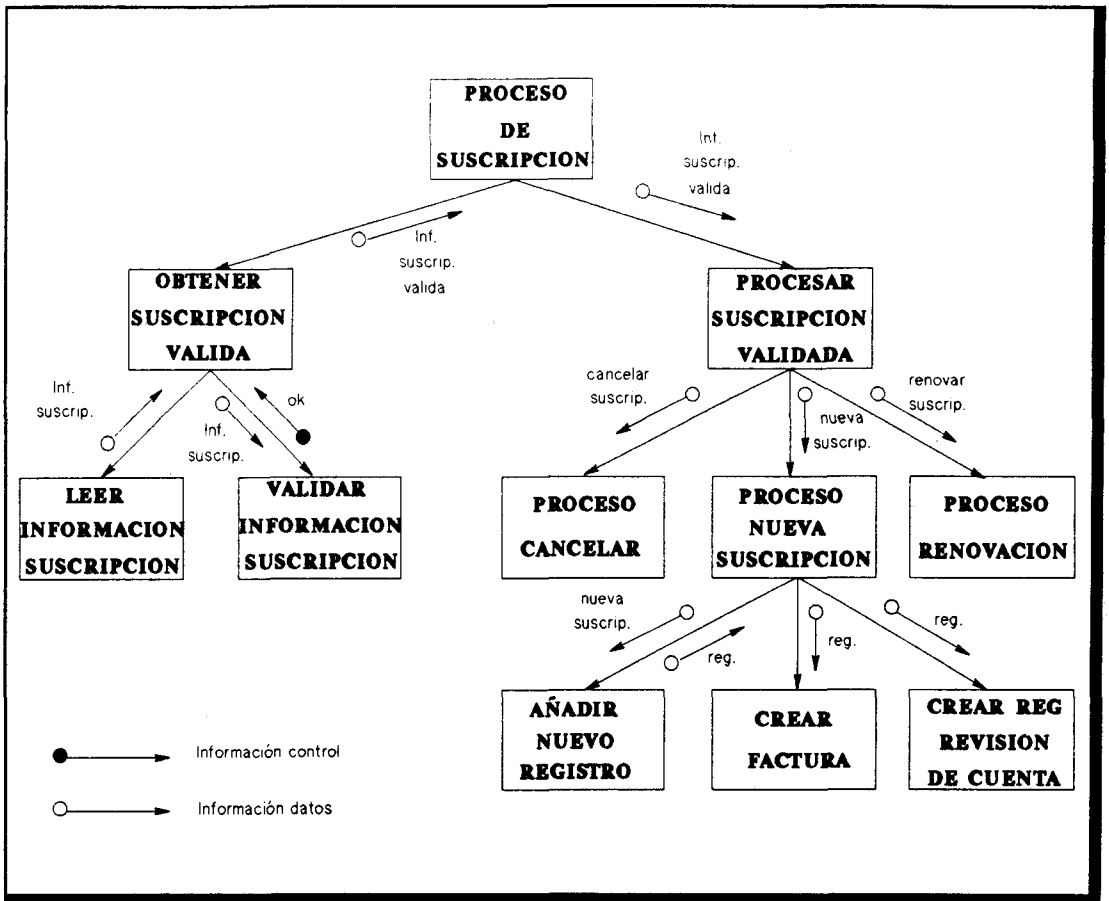 PROCESO
DE
SUSCRIPCION
Inf.
suscrip.
valida
Inf.
suscrip.
valida
OBTENER
SUSCRIPCION
VALIDA
PROCESAR
SUSCRIPCION
VALIDADA
Inf.
suscrip.
Inf.
suscrip.
ok
cancelar
suscrip.
nueva
suscrip.
renovar
suscrip.
LEER
INFORMACION
SUSCRIPCION
VALIDAR
INFORMACION
SUSCRIPCION
PROCESO
CANCELAR
PROCESO
NUEVA
SUSCRIPCION
PROCESO
RENOVACION
nueva
suscrip.
reg.
reg.
reg.
AÑADIR
NUEVO
REGISTRO
CREAR
FACTURA
CREAR REG
REVISION
DE CUENTA
Información control
Información datos